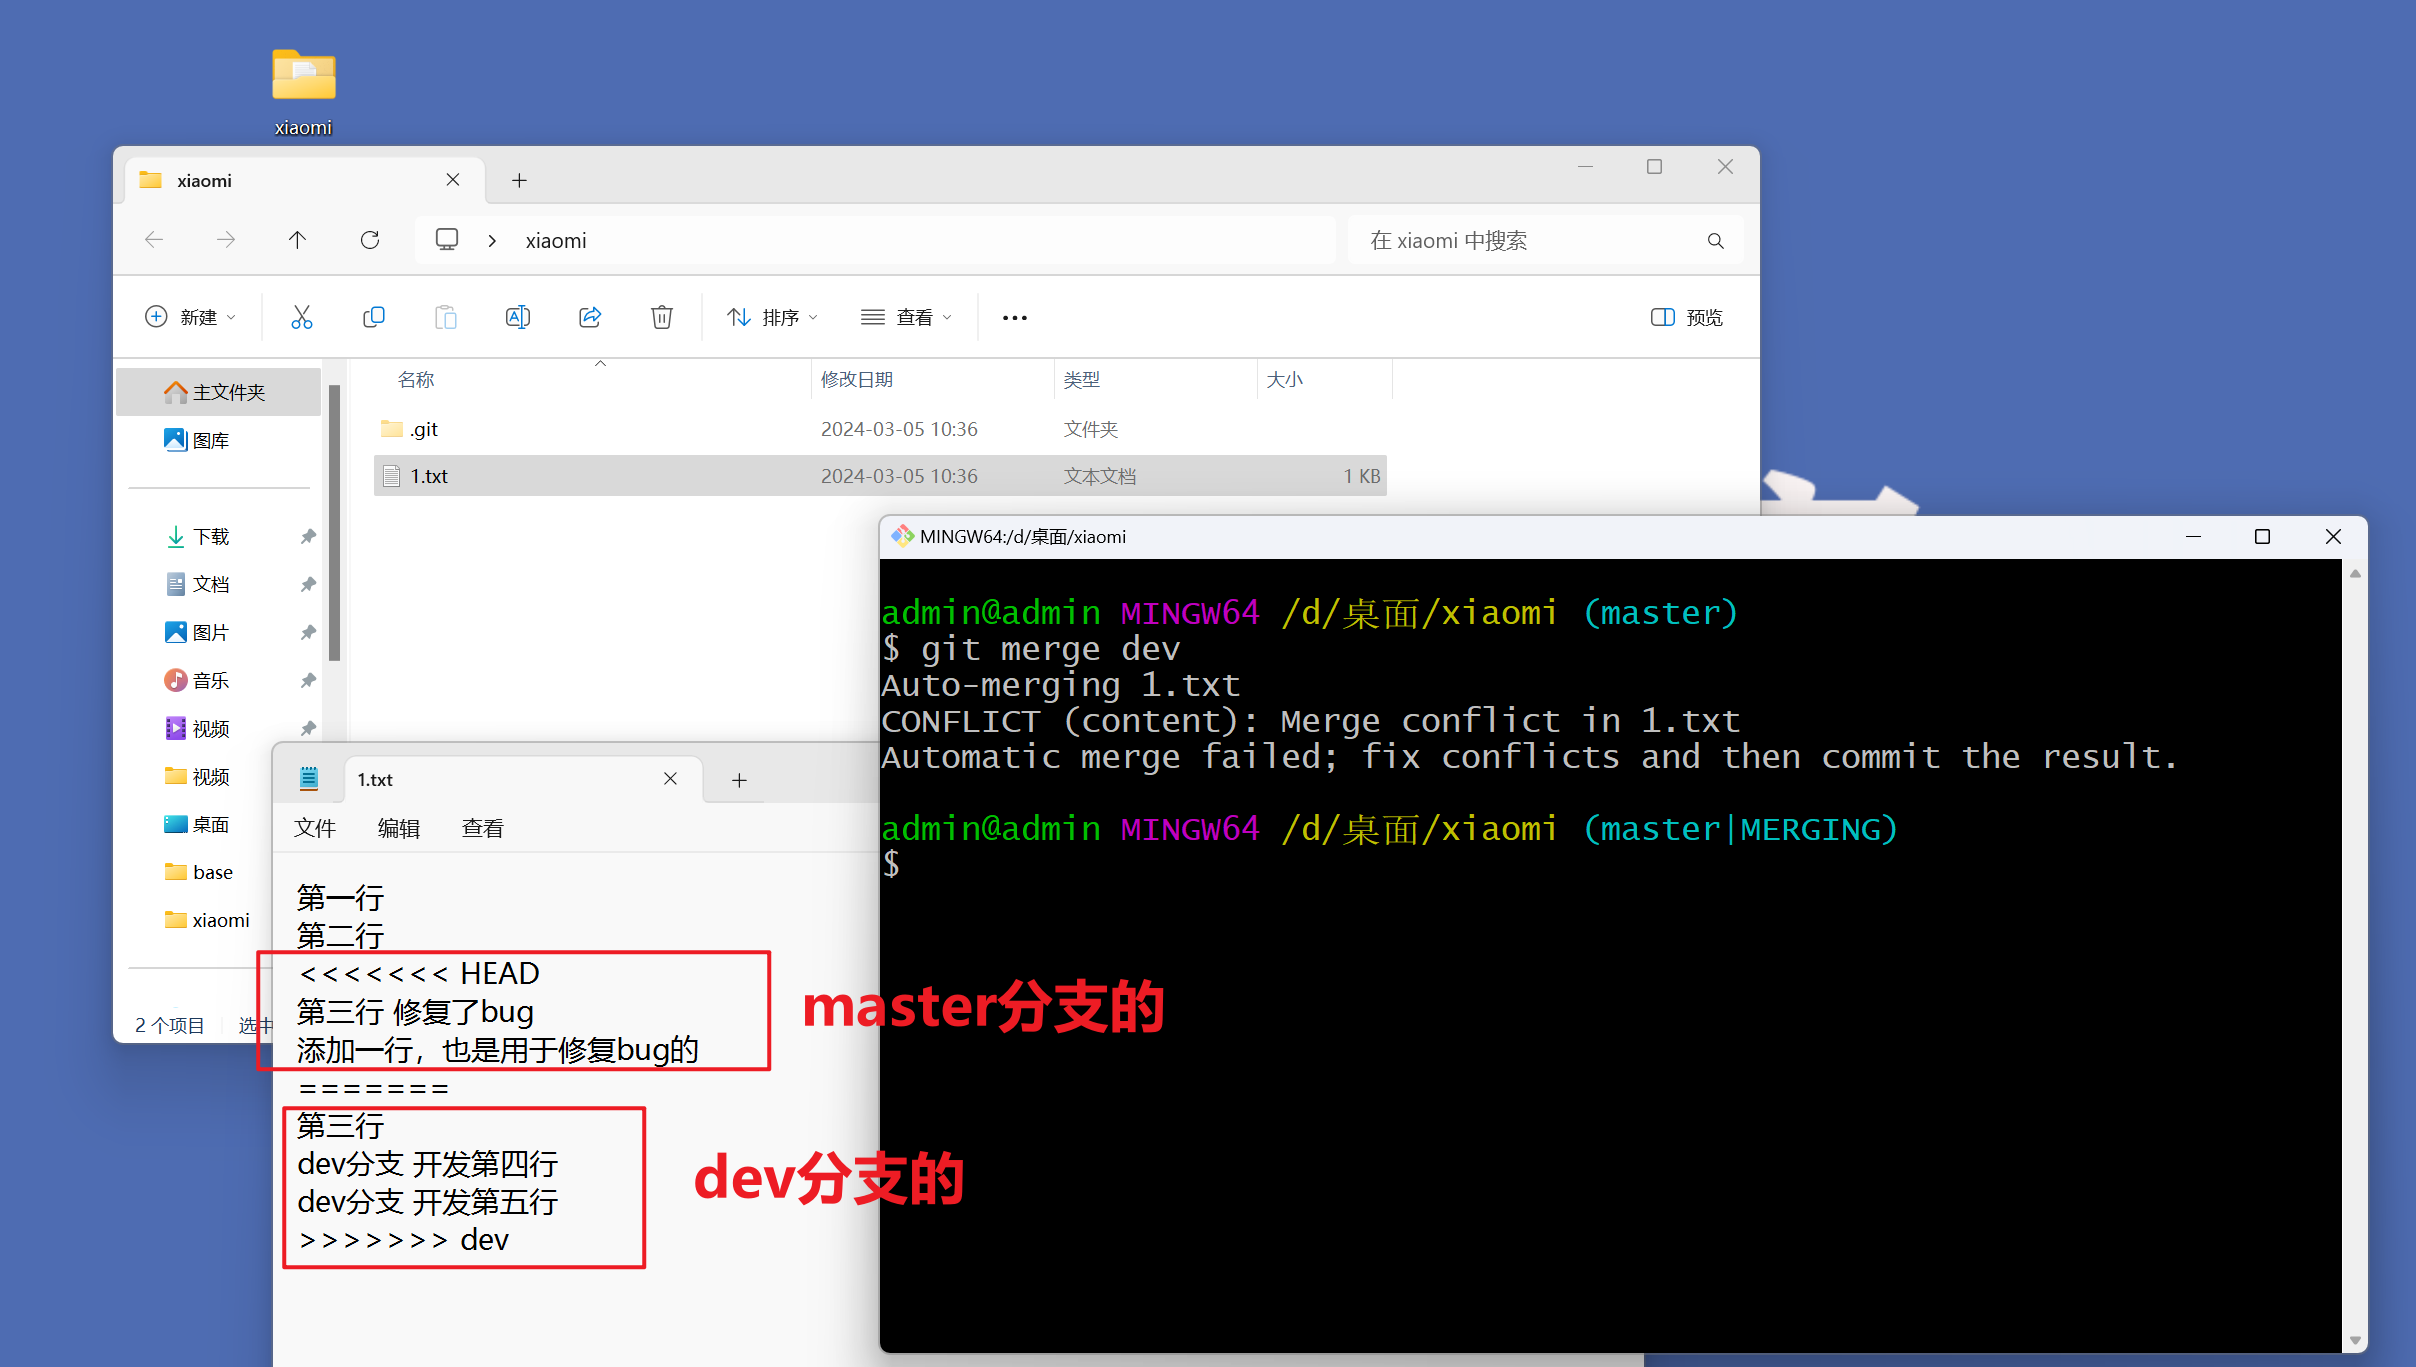 xiaomi
xiaomi
xiaomi
在 xiaomi 中搜索
新建
排序
查看
预览
主文件夹
图库
下载
文档
图片
音乐
视频
视频
桌面
base
xiaomi
名称 修改日期 类型 大小
.git 2024-03-05 10:36 文件夹
1.txt 2024-03-05 10:36 文本文档 1 KB
2 个项目 选中
MINGW64:/d/桌面/xiaomi
admin@admin MINGW64 /d/桌面/xiaomi (master)
$ git merge dev
Auto-merging 1.txt
CONFLICT (content): Merge conflict in 1.txt
Automatic merge failed; fix conflicts and then commit the result.
admin@admin MINGW64 /d/桌面/xiaomi (master|MERGING)
$
1.txt
文件 编辑 查看
第一行
第二行
<<<<<<< HEAD
第三行 修复了bug
添加一行，也是用于修复bug的
=======
第三行
dev分支 开发第四行
dev分支 开发第五行
>>>>>>> dev
master分支的
dev分支的